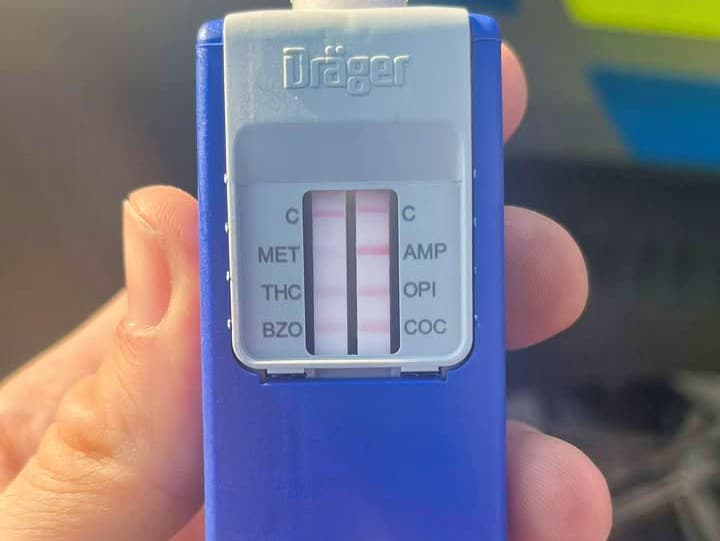 Dräger
C C
MET AMP
THC OPI
BZO COC